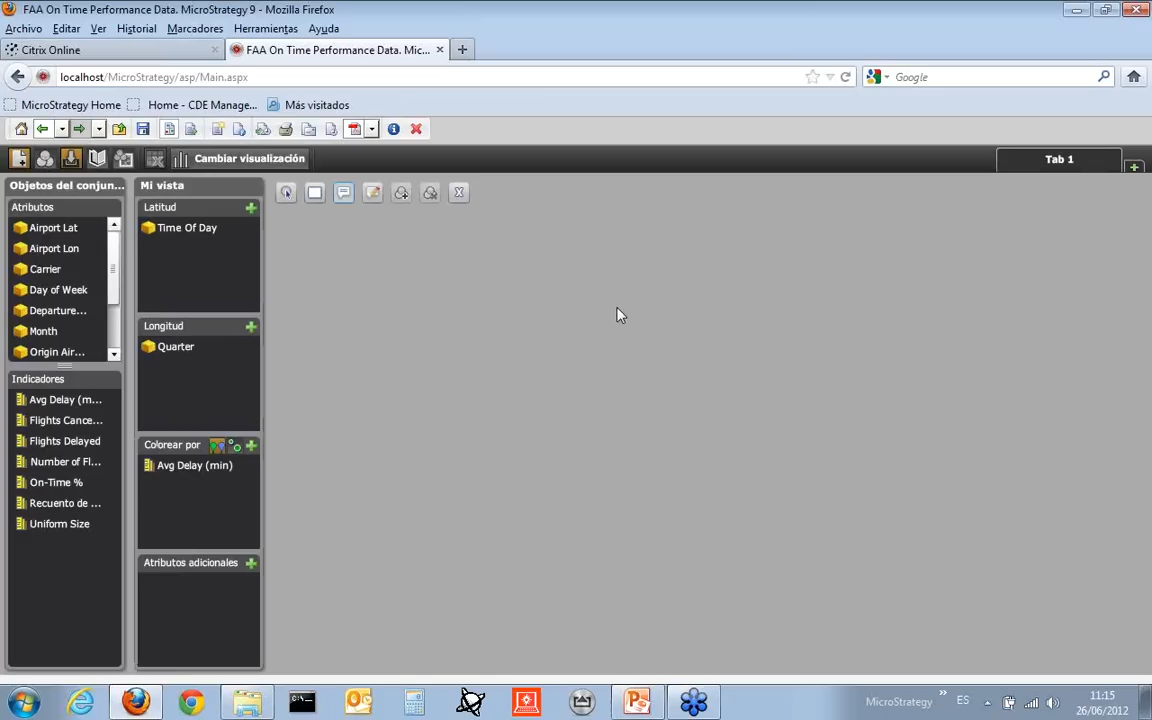 FAA On Time Performance Data. MicroStrategy 9 - Mozilla Firefox
Archivo Editar Ver Historial Marcadores Herramientas Ayuda
Citrix Online
FAA On Time Performance Data. Mic...
localhost/MicroStrategy/asp/Main.aspx
Google
MicroStrategy Home
Home - CDE Manage...
Más visitados
Cambiar visualización
Tab 1
Objetos del conjun...
Atributos
Airport Lat
Airport Lon
Carrier
Day of Week
Departure...
Month
Origin Air...
Indicadores
Avg Delay (m...
Flights Cance...
Flights Delayed
Number of Fl...
On-Time %
Recuento de ...
Uniform Size
Mi vista
Latitud
Time Of Day
Longitud
Quarter
Colorear por
Avg Delay (min)
Atributos adicionales
MicroStrategy
ES
11:15
26/06/2012